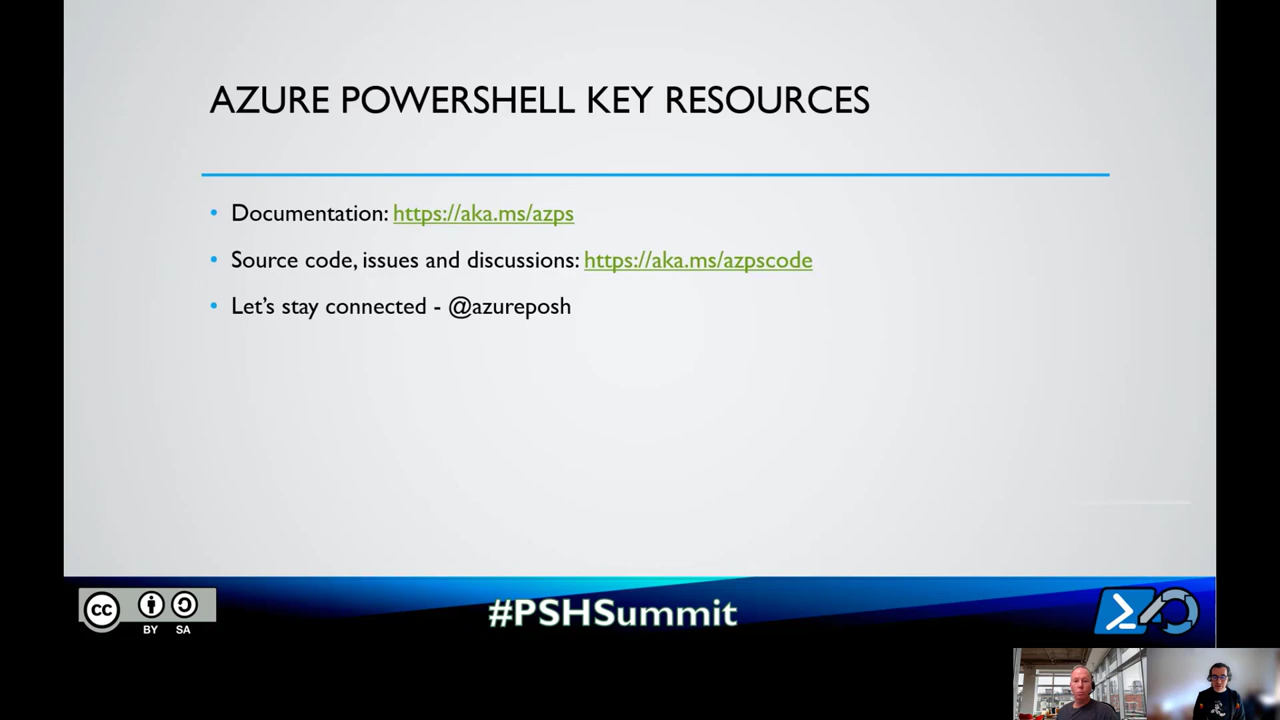 AZURE POWERSHELL KEY RESOURCES
• Documentation: https://aka.ms/azps
• Source code, issues and discussions: https://aka.ms/azpscode
• Let’s stay connected - @azureposh
cc
BY SA
#PSHSummit